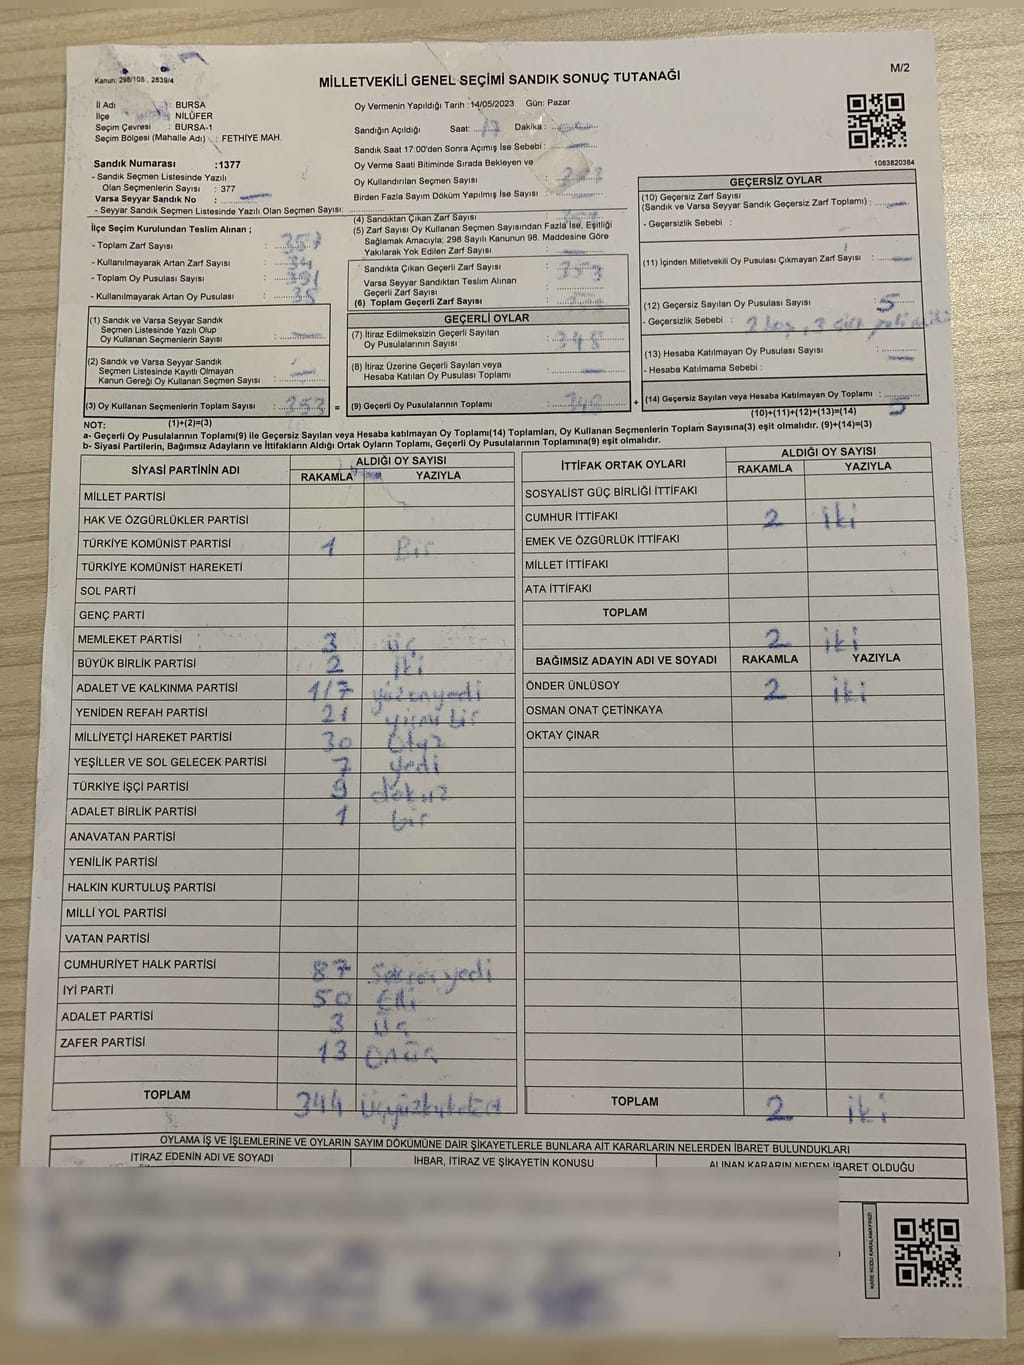 Kanun: 298/105 , 2839/4
MİLLETVEKİLİ GENEL SEÇİMİ SANDIK SONUÇ TUTANAĞI
M/2
İl Adı : BURSA
İlçe : NİLÜFER
Seçim Çevresi : BURSA-1
Seçim Bölgesi (Mahalle Adı) : FETHİYE MAH.
Oy Vermenin Yapıldığı Tarih : 14/05/2023 Gün: Pazar
Sandığın Açıldığı Saat: 17 Dakika :
Sandık Saat 17:00'den Sonra Açımış İse Sebebi :
Oy Verme Saati Bitiminde Sırada Bekleyen ve
Oy Kullandırılan Seçmen Sayısı :
Birden Fazla Sayım Döküm Yapılmış İse Sayısı :
1083820384
Sandık Numarası : 1377
- Sandık Seçmen Listesinde Yazılı
Olan Seçmenlerin Sayısı : 377
Varsa Seyyar Sandık No :
- Seyyar Sandık Seçmen Listesinde Yazılı Olan Seçmen Sayısı:
İlçe Seçim Kurulundan Teslim Alınan ;
- Toplam Zarf Sayısı :
- Kullanılmayarak Artan Zarf Sayısı : 34
- Toplam Oy Pusulası Sayısı : 391
- Kullanılmayarak Artan Oy Pusulası : 38
(1) Sandık ve Varsa Seyyar Sandık
Seçmen Listesinde Yazılı Olup
Oy Kullanan Seçmenlerin Sayısı :
(2) Sandık ve Varsa Seyyar Sandık
Seçmen Listesinde Kayıtlı Olmayan
Kanun Gereği Oy Kullanan Seçmen Sayısı :
(3) Oy Kullanan Seçmenlerin Toplam Sayısı : 353 =
(1)+(2)=(3)
(4) Sandıktan Çıkan Zarf Sayısı :
(5) Zarf Sayısı Oy Kullanan Seçmen Sayısından Fazla İse, Eşitliği
Sağlamak Amacıyla; 298 Sayılı Kanunun 98. Maddesine Göre
Yakılarak Yok Edilen Zarf Sayısı :
Sandıkta Çıkan Geçerli Zarf Sayısı : 353
Varsa Seyyar Sandıktan Teslim Alınan
Geçerli Zarf Sayısı :
(6) Toplam Geçerli Zarf Sayısı :
GEÇERLİ OYLAR
(7) İtiraz Edilmeksizin Geçerli Sayılan
Oy Pusulalarının Sayısı : 348
(8) İtiraz Üzerine Geçerli Sayılan veya
Hesaba Katılan Oy Pusulası Toplamı :
(9) Geçerli Oy Pusulalarının Toplamı : 348 +
GEÇERSİZ OYLAR
(10) Geçersiz Zarf Sayısı
(Sandık ve Varsa Seyyar Sandık Geçersiz Zarf Toplamı) :
- Geçersizlik Sebebi :
(11) İçinden Milletvekili Oy Pusulası Çıkmayan Zarf Sayısı :
(12) Geçersiz Sayılan Oy Pusulası Sayısı : 5
- Geçersizlik Sebebi :
(13) Hesaba Katılmayan Oy Pusulası Sayısı :
- Hesaba Katılmama Sebebi :
(14) Geçersiz Sayılan veya Hesaba Katılmayan Oy Toplamı : 5
(10)+(11)+(12)+(13)=(14)
NOT:
a- Geçerli Oy Pusulasının Toplamı(9) ile Geçersiz Sayılan veya Hesaba katılmayan Oy Toplamı(14) Toplamları, Oy Kullanan Seçmenlerin Toplam Sayısına(3) eşit olmalıdır. (9)+(14)=(3)
b- Siyasi Partilerin, Bağımsız Adayların ve İttifakların Aldığı Ortak Oyların Toplamı, Geçerli Oy Pusulalarının Toplamına(9) eşit olmalıdır.
SİYASİ PARTİNİN ADI ALDIĞI OY SAYISI
RAKAMLA YAZIYLA
MİLLET PARTİSİ
HAK VE ÖZGÜRLÜKLER PARTİSİ
TÜRKİYE KOMÜNİST PARTİSİ 1 Bir
TÜRKİYE KOMÜNİST HAREKETİ
SOL PARTİ
GENÇ PARTİ
MEMLEKET PARTİSİ 3 üç
BÜYÜK BİRLİK PARTİSİ 2 iki
ADALET VE KALKINMA PARTİSİ 117 yüzonyedi
YENİDEN REFAH PARTİSİ 21 yirmi bir
MİLLİYETÇİ HAREKET PARTİSİ 30 Otuz
YEŞİLLER VE SOL GELECEK PARTİSİ 7 yedi
TÜRKİYE İŞÇİ PARTİSİ 9 dokuz
ADALET BİRLİK PARTİSİ 1 bir
ANAVATAN PARTİSİ
YENİLİK PARTİSİ
HALKIN KURTULUŞ PARTİSİ
MİLLİ YOL PARTİSİ
VATAN PARTİSİ
CUMHURİYET HALK PARTİSİ 87 Seksen yedi
İYİ PARTİ 50 Elli
ADALET PARTİSİ 3 Üç
ZAFER PARTİSİ 13 Onüç
TOPLAM 344 Üçyüzkırkdört
İTTİFAK ORTAK OYLARI ALDIĞI OY SAYISI
RAKAMLA YAZIYLA
SOSYALİST GÜÇ BİRLİĞİ İTTİFAKI
CUMHUR İTTİFAKI 2 iki
EMEK VE ÖZGÜRLÜK İTTİFAKI
MİLLET İTTİFAKI
ATA İTTİFAKI
TOPLAM 2 iki
BAĞIMSIZ ADAYIN ADI VE SOYADI RAKAMLA YAZIYLA
ÖNDER ÜNLÜSOY 2 iki
OSMAN ONAT ÇETİNKAYA
OKTAY ÇINAR
TOPLAM 2 iki
OYLAMA İŞ VE İŞLEMLERİNE VE OYLARIN SAYIM DÖKÜMÜNE DAİR ŞİKAYETLERLE BUNLARA AİT KARARLARIN NELERDEN İBARET BULUNDUKLARI
İTİRAZ EDENİN ADI VE SOYADI İHBAR, İTİRAZ VE ŞİKAYETİN KONUSU ALINAN KARARIN NEDEN İBARET OLDUĞU
KARE KODU KARALAMAYINIZ!